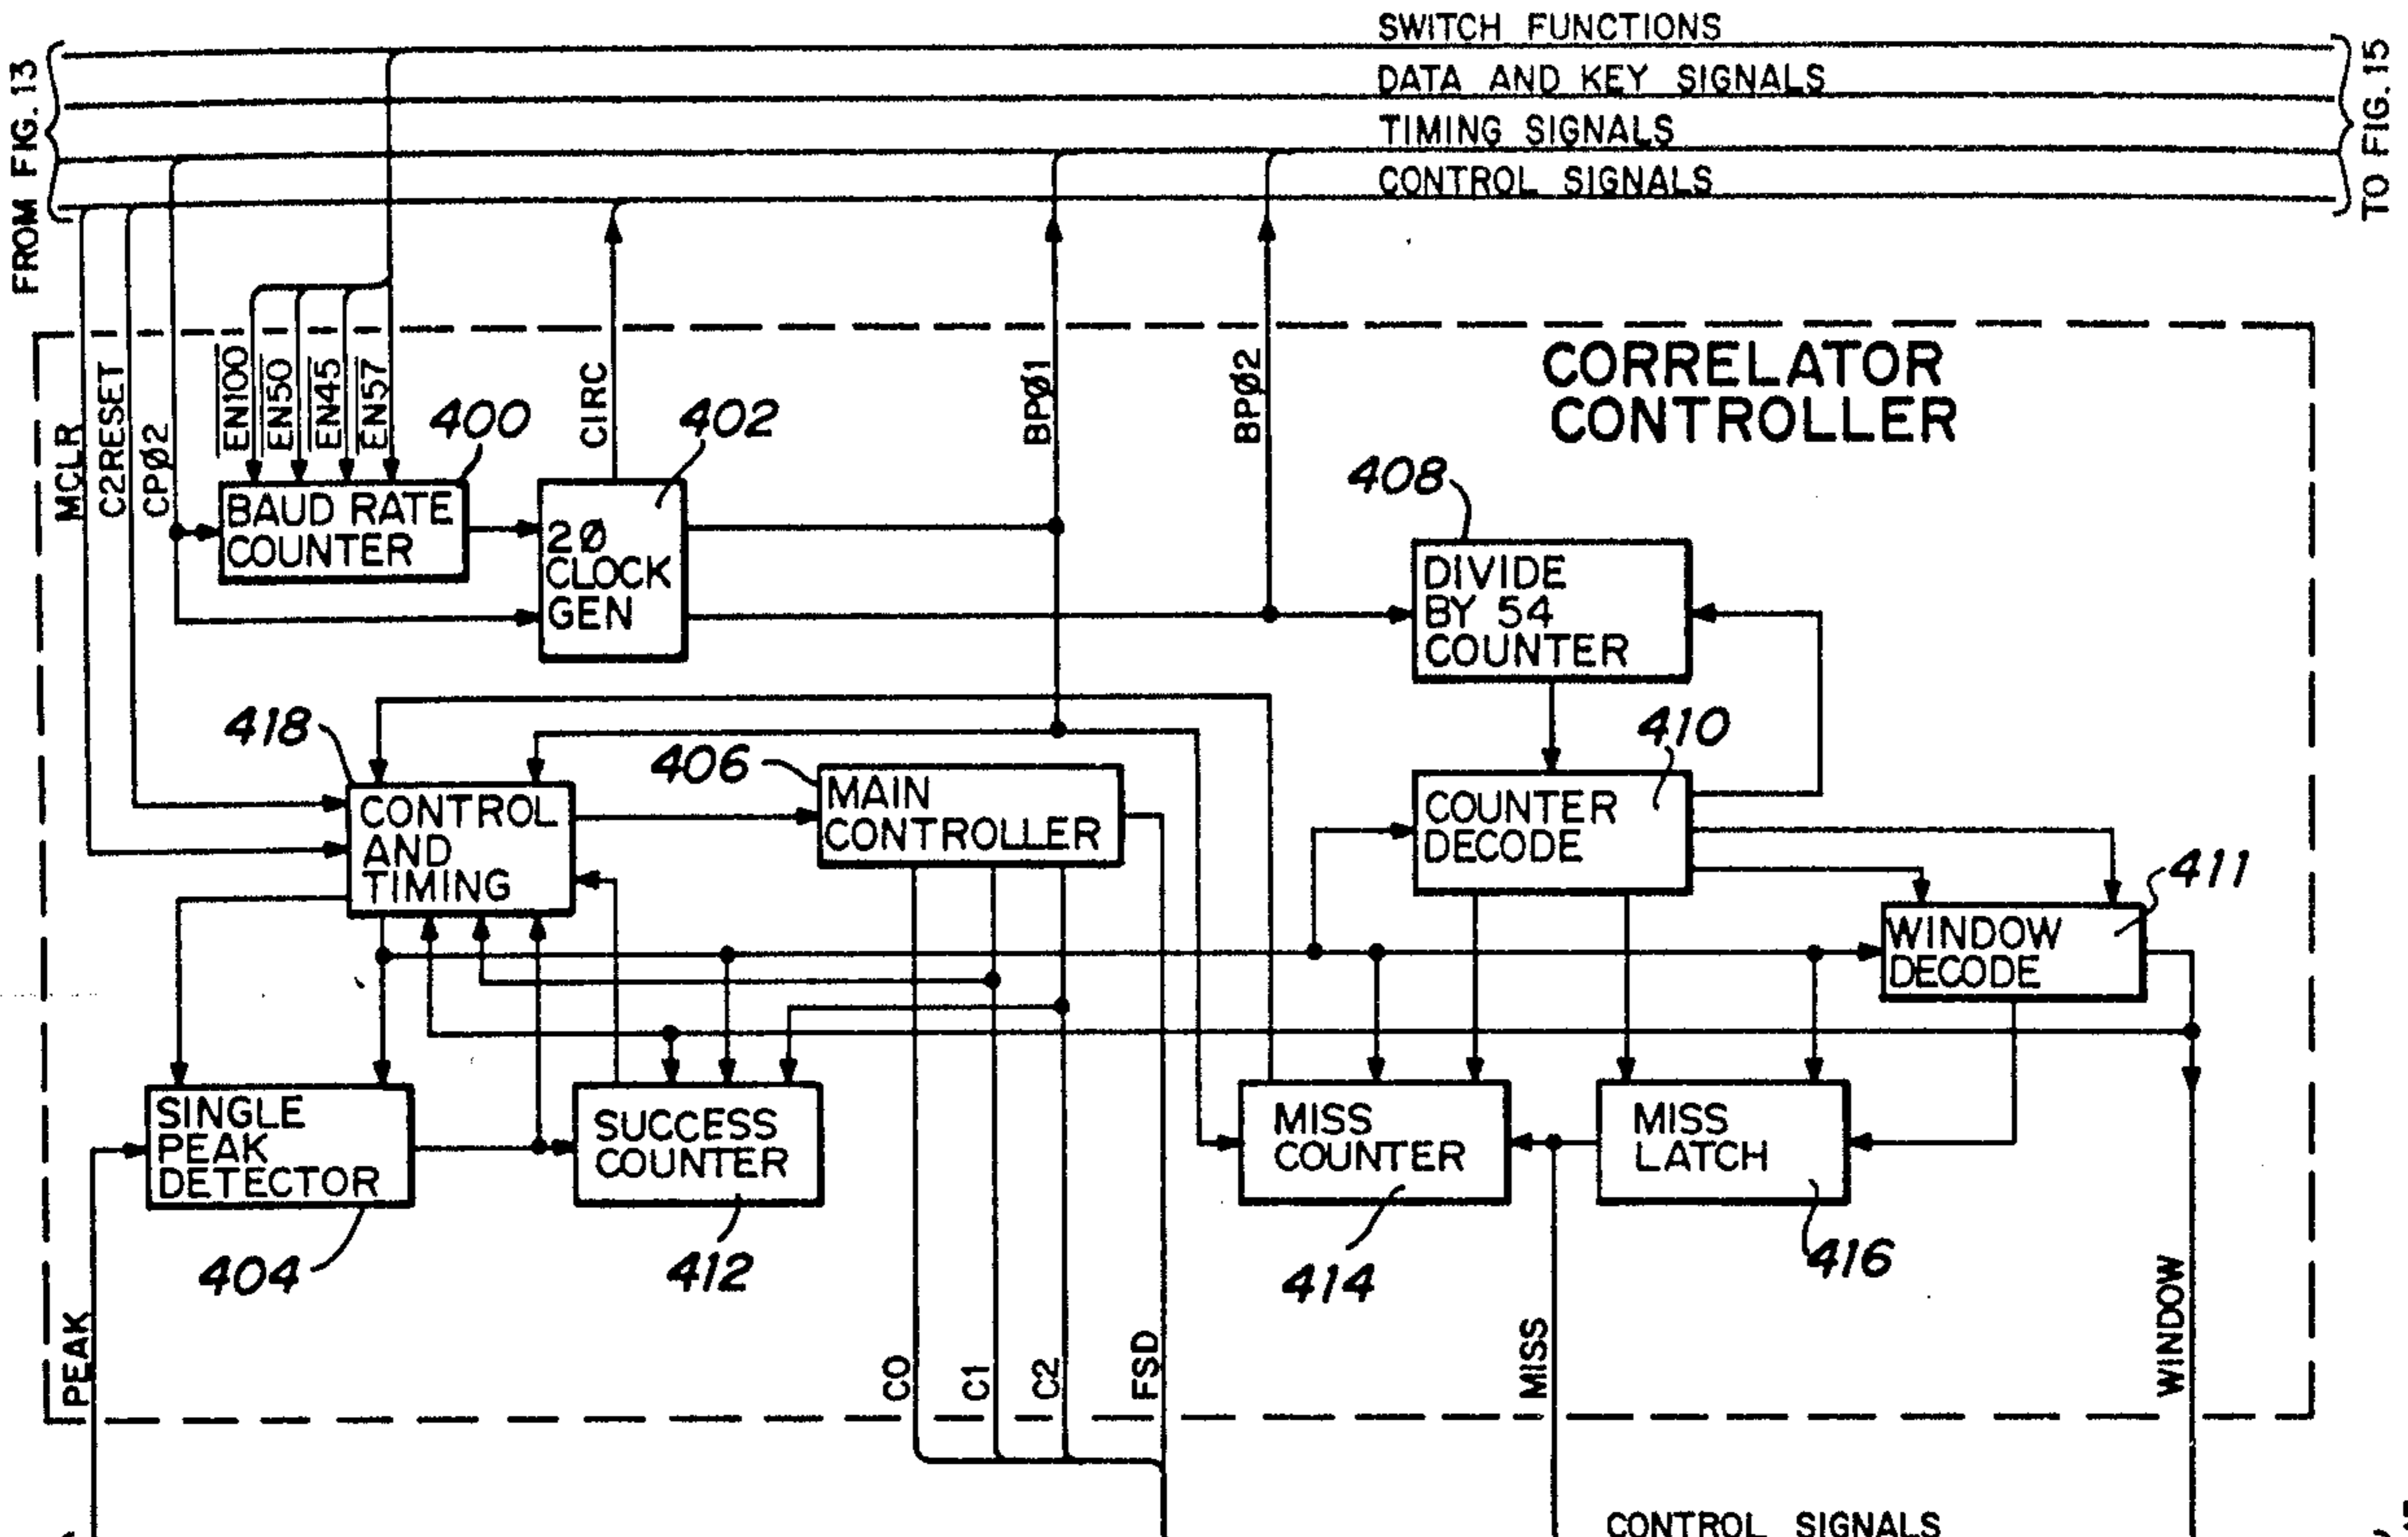 SWITCH FUNCTIONS
DATA AND KEY SIGNALS
TIMING SIGNALS
CONTROL SIGNALS
FROM FIG. 13
TO FIG. 15
CORRELATOR
CONTROLLER
MCLR
C2RESET
CPØ2
EN100
EN50
EN45
EN57
400
CIRC
402
BPØ1
BPØ2
408
BAUD RATE
COUNTER
2Ø
CLOCK
GEN
DIVIDE
BY 54
COUNTER
418
406
410
CONTROL
AND
TIMING
MAIN
CONTROLLER
COUNTER
DECODE
411
WINDOW
DECODE
SINGLE
PEAK
DETECTOR
SUCCESS
COUNTER
MISS
COUNTER
MISS
LATCH
404
412
414
416
PEAK
C0
C1
C2
FSD
MISS
WINDOW
CONTROL SIGNALS